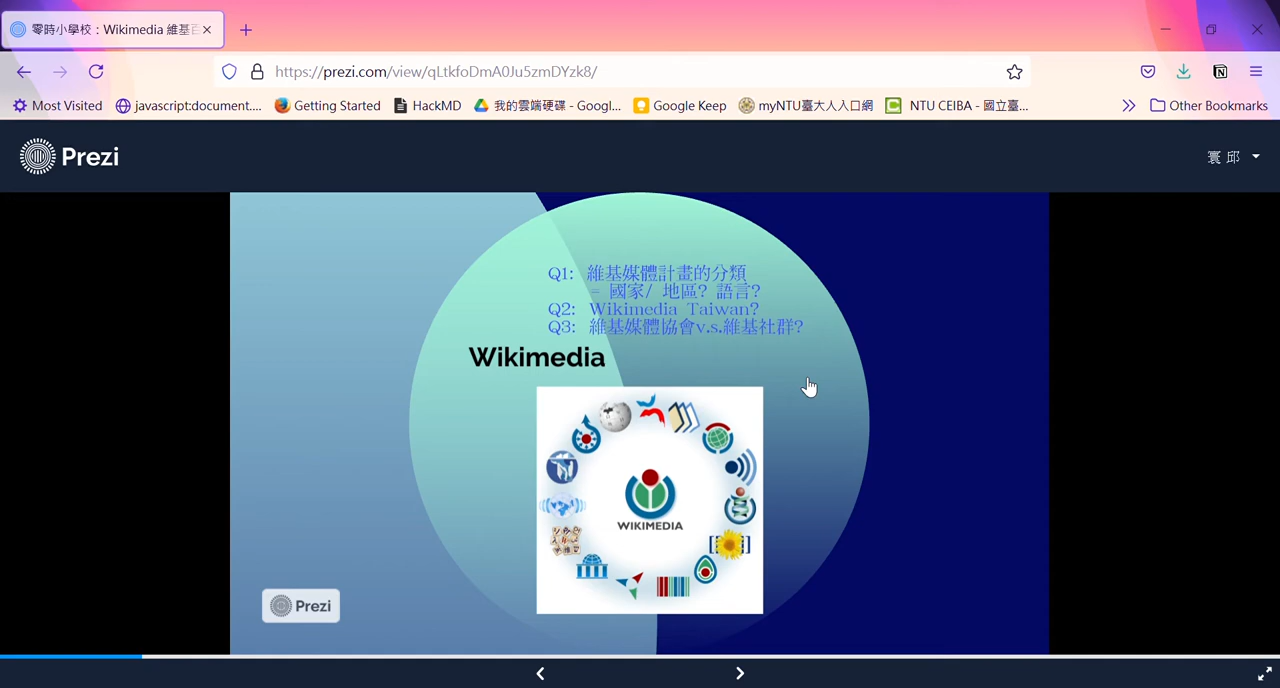 零時小學校：Wikimedia 維基百
https://prezi.com/view/qLtkfoDmA0Ju5zmDYzk8/
Most Visited
javascript:document....
Getting Started
HackMD
我的雲端硬碟 - Googl...
Google Keep
myNTU臺大人入口網
NTU CEIBA - 國立臺...
Other Bookmarks
Prezi
寰 邱
Q1: 維基媒體計畫的分類
= 國家/ 地區? 語言?
Q2: Wikimedia Taiwan?
Q3: 維基媒體協會v.s.維基社群?
Wikimedia
WIKIMEDIA
Prezi